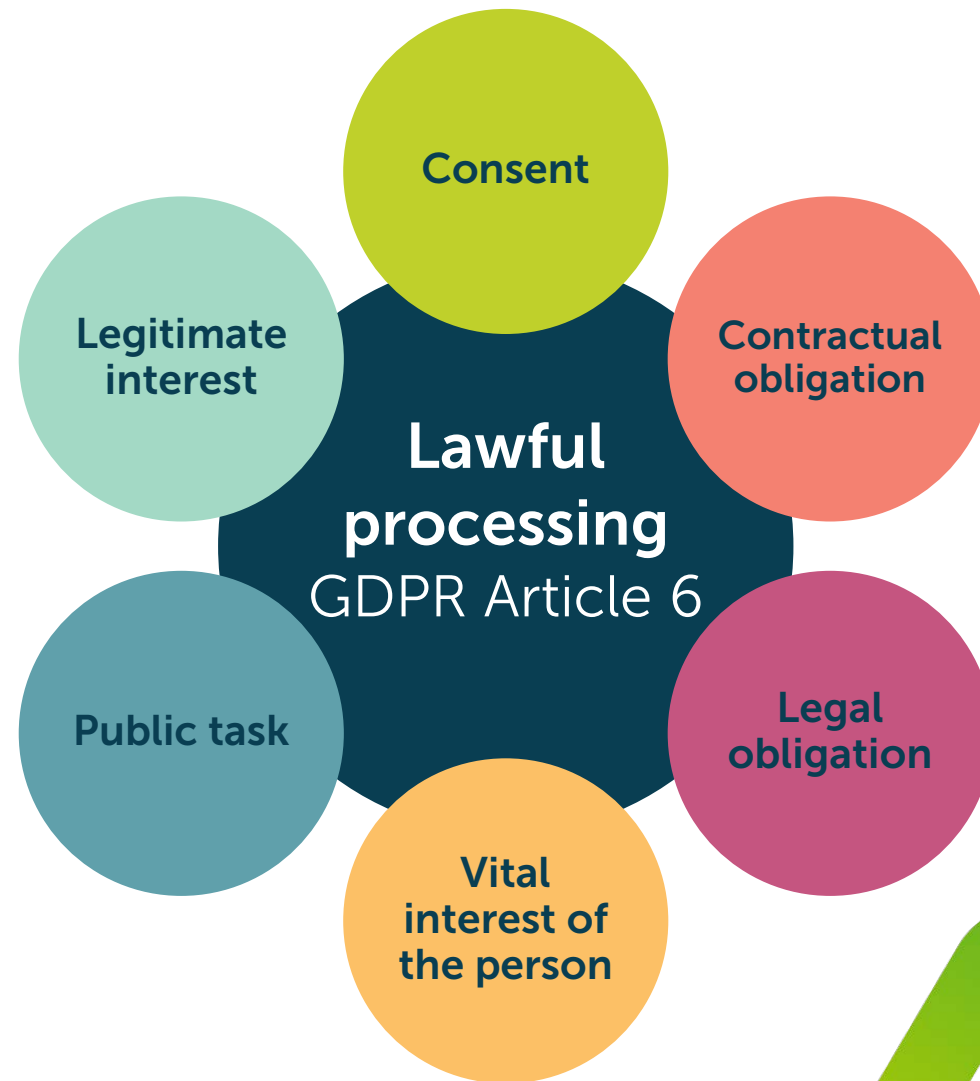 Consent
Contractual
obligation
Legal
obligation
Vital
interest of
the person
Public task
Legitimate
interest
Lawful
processing
GDPR Article 6